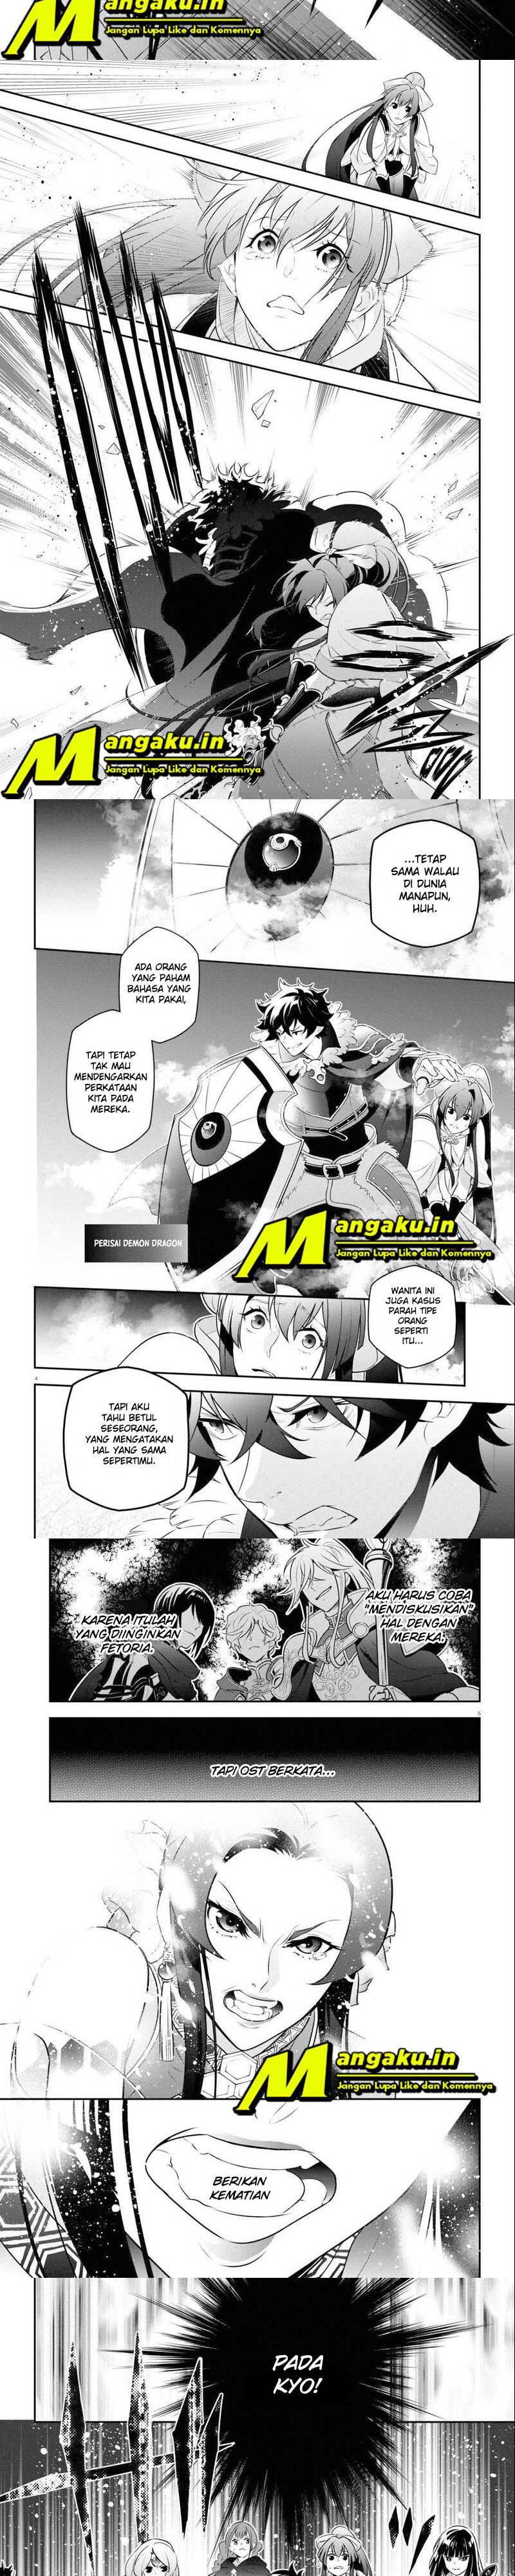 mangaku.in
Jangan Lupa Like dan Komennya
3
Mangaku.in
Jangan Lupa Like dan Komennya
...TETAP
SAMA WALAU
DI DUNIA
MANAPUN,
HUH.
ADA ORANG
YANG PAHAM
BAHASA YANG
KITA PAKAI,
TAPI TETAP
TAK MAU
MENDENGARKAN
PERKATAAN
KITA PADA
MEREKA.
PERISAI DEMON DRAGON
Mangaku.in
Jangan Lupa Like dan Komennya
WANITA INI
JUGA KASUS
PARAH TIPE
ORANG
SEPERTI
ITU...
4
TAPI AKU
TAHU BETUL
SESEORANG,
YANG MENGATAKAN
HAL YANG SAMA
SEPERTIMU.
AKU HARUS COBA
"MENDISKUSIKAN"
HAL DENGAN
MEREKA.
KARENA ITULAH
YANG DIINGINKAN
FETORIA.
TAPI OST BERKATA...
Mangaku.in
Jangan Lupa Like dan Komennya
BERIKAN
KEMATIAN
PADA
KYO!